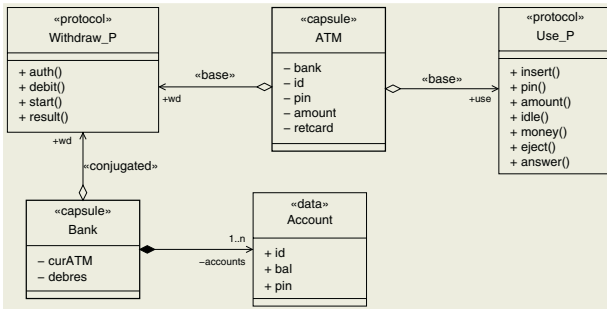 «protocol»
Withdraw_P
+ auth()
+ debit()
+ start()
+ result()
«base»
+wd
«capsule»
ATM
– bank
– id
– pin
– amount
– retcard
«base»
+use
«protocol»
Use_P
+ insert()
+ pin()
+ amount()
+ idle()
+ money()
+ eject()
+ answer()
+wd
«conjugated»
«capsule»
Bank
– curATM
– debres
1..n
–accounts
«data»
Account
+ id
+ bal
+ pin